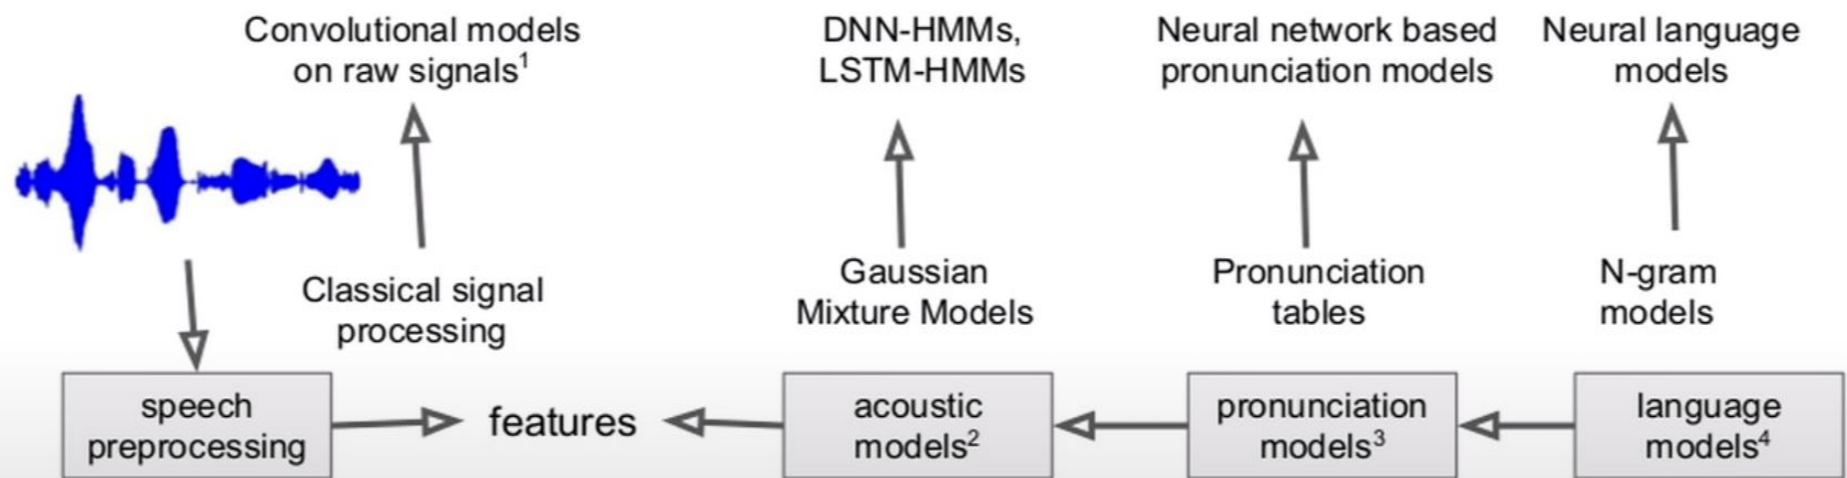 Convolutional models
on raw signals¹
DNN-HMMs,
LSTM-HMMs
Neural network based
pronunciation models
Neural language
models
Classical signal
processing
Gaussian
Mixture Models
Pronunciation
tables
N-gram
models
speech
preprocessing
features
acoustic
models²
pronunciation
models³
language
models⁴